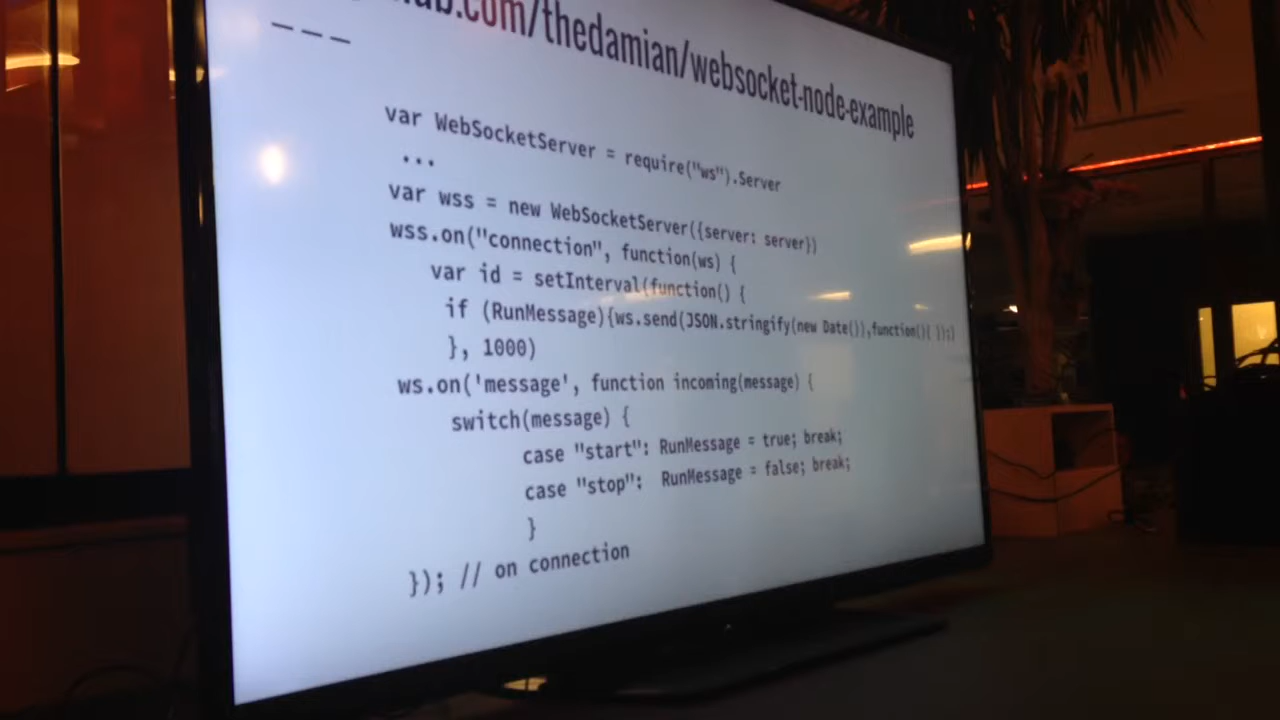 hub.com/thedamian/websocket-node-example
---
var WebSocketServer = require("ws").Server
...
var wss = new WebSocketServer({server: server})
wss.on("connection", function(ws) {
var id = setInterval(function() {
if (RunMessage){ws.send(JSON.stringify(new Date()),function(){ });}
}, 1000)
ws.on('message', function incoming(message) {
switch(message) {
case "start": RunMessage = true; break;
case "stop": RunMessage = false; break;
}
}); // on connection